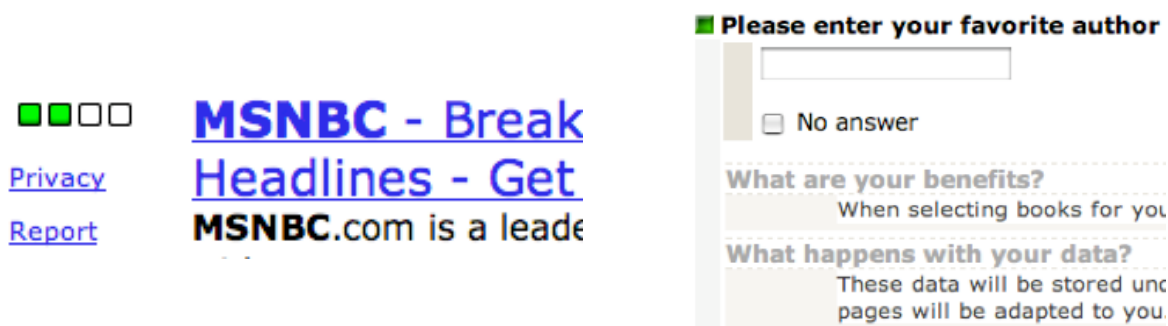 Privacy
Report
MSNBC - Break
Headlines - Get
MSNBC.com is a leade
Please enter your favorite author
No answer
What are your benefits?
When selecting books for you
What happens with your data?
These data will be stored und
pages will be adapted to you.